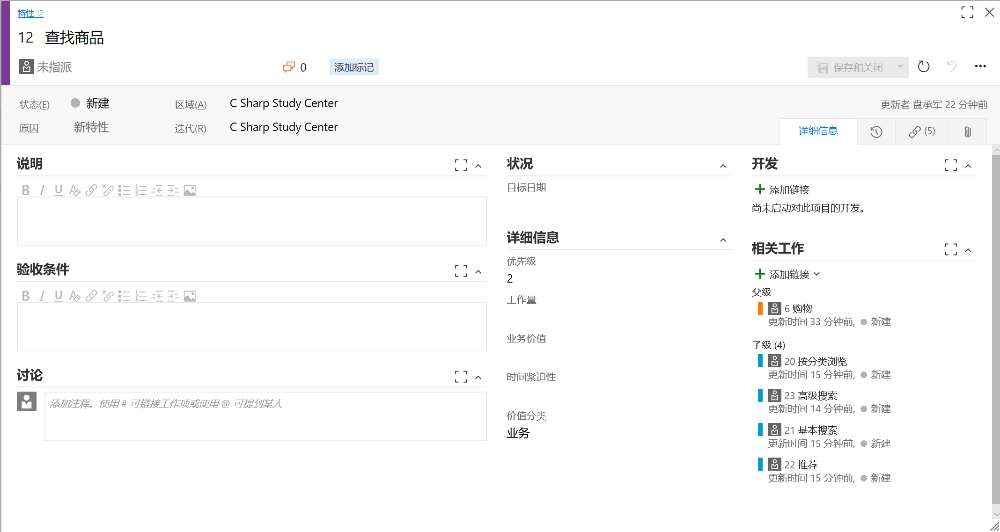 特性 12
12 查找商品
未指派
0
添加标记
保存和关闭
状态(E)
新建
区域(A)
C Sharp Study Center
更新者 盘承军 22 分钟前
原因
新特性
迭代(R)
C Sharp Study Center
详细信息
(5)
说明
B I U
验收条件
B I U
讨论
添加注释。使用 # 可链接工作项或使用 @ 可提到某人
状况
目标日期
详细信息
优先级
2
工作量
业务价值
时间紧迫性
价值分类
业务
开发
添加链接
尚未启动对此项目的开发。
相关工作
添加链接
父级
6 购物
更新时间 33 分钟前, 新建
子级 (4)
20 按分类浏览
更新时间 15 分钟前, 新建
23 高级搜索
更新时间 14 分钟前, 新建
21 基本搜索
更新时间 15 分钟前, 新建
22 推荐
更新时间 15 分钟前, 新建